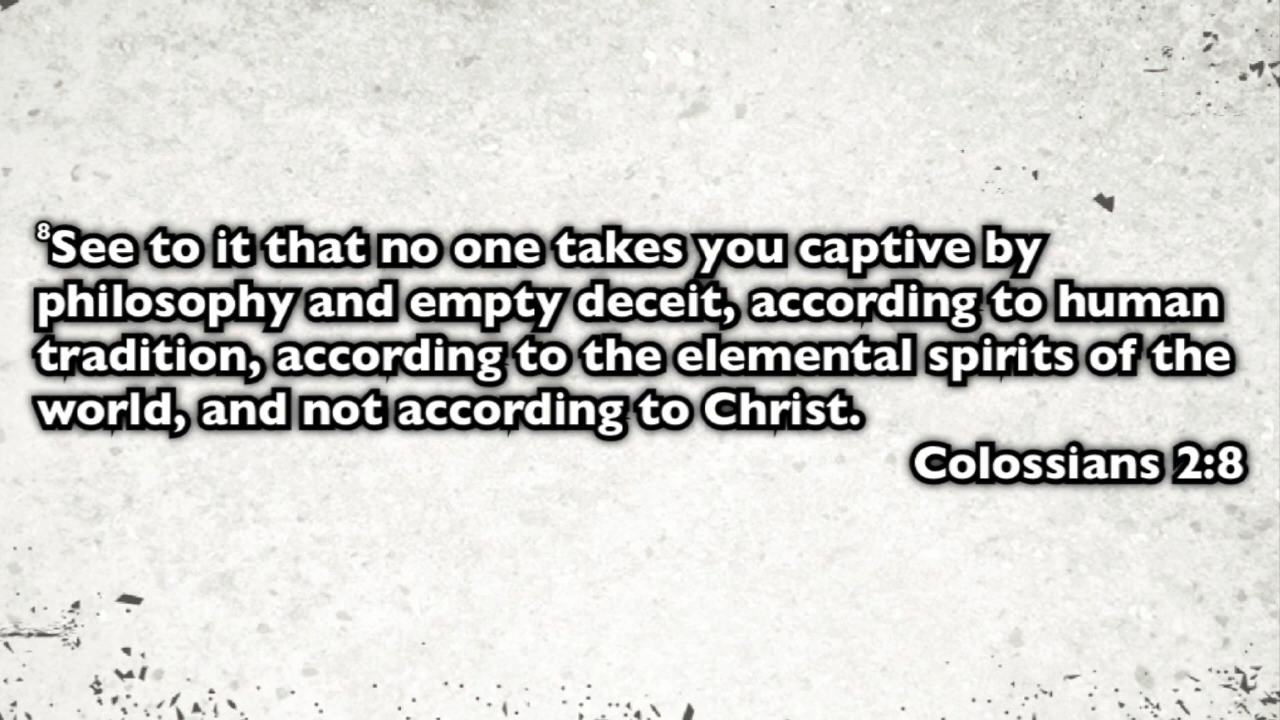 ⁸See to it that no one takes you captive by
philosophy and empty deceit, according to human
tradition, according to the elemental spirits of the
world, and not according to Christ.
Colossians 2:8